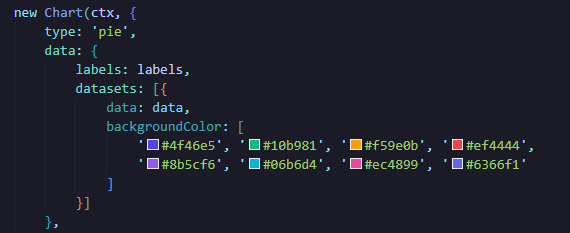 new Chart(ctx, {
type: 'pie',
data: {
labels: labels,
datasets: [{
data: data,
backgroundColor: [
'#4f46e5', '#10b981', '#f59e0b', '#ef4444',
'#8b5cf6', '#06b6d4', '#ec4899', '#6366f1'
]
}]
},